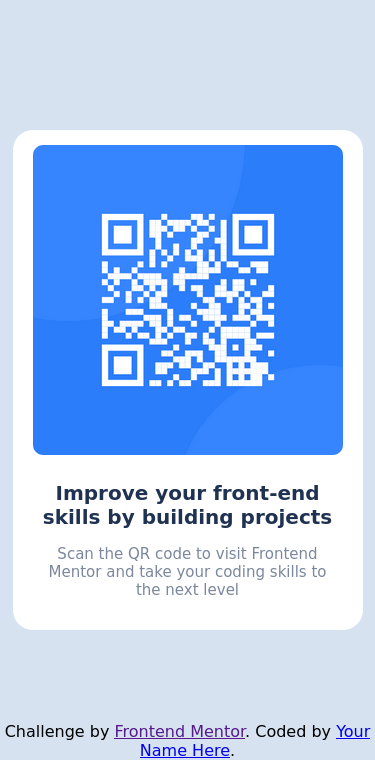 Improve your front-end
skills by building projects
Scan the QR code to visit Frontend
Mentor and take your coding skills to
the next level
Challenge by Frontend Mentor. Coded by Your
Name Here.